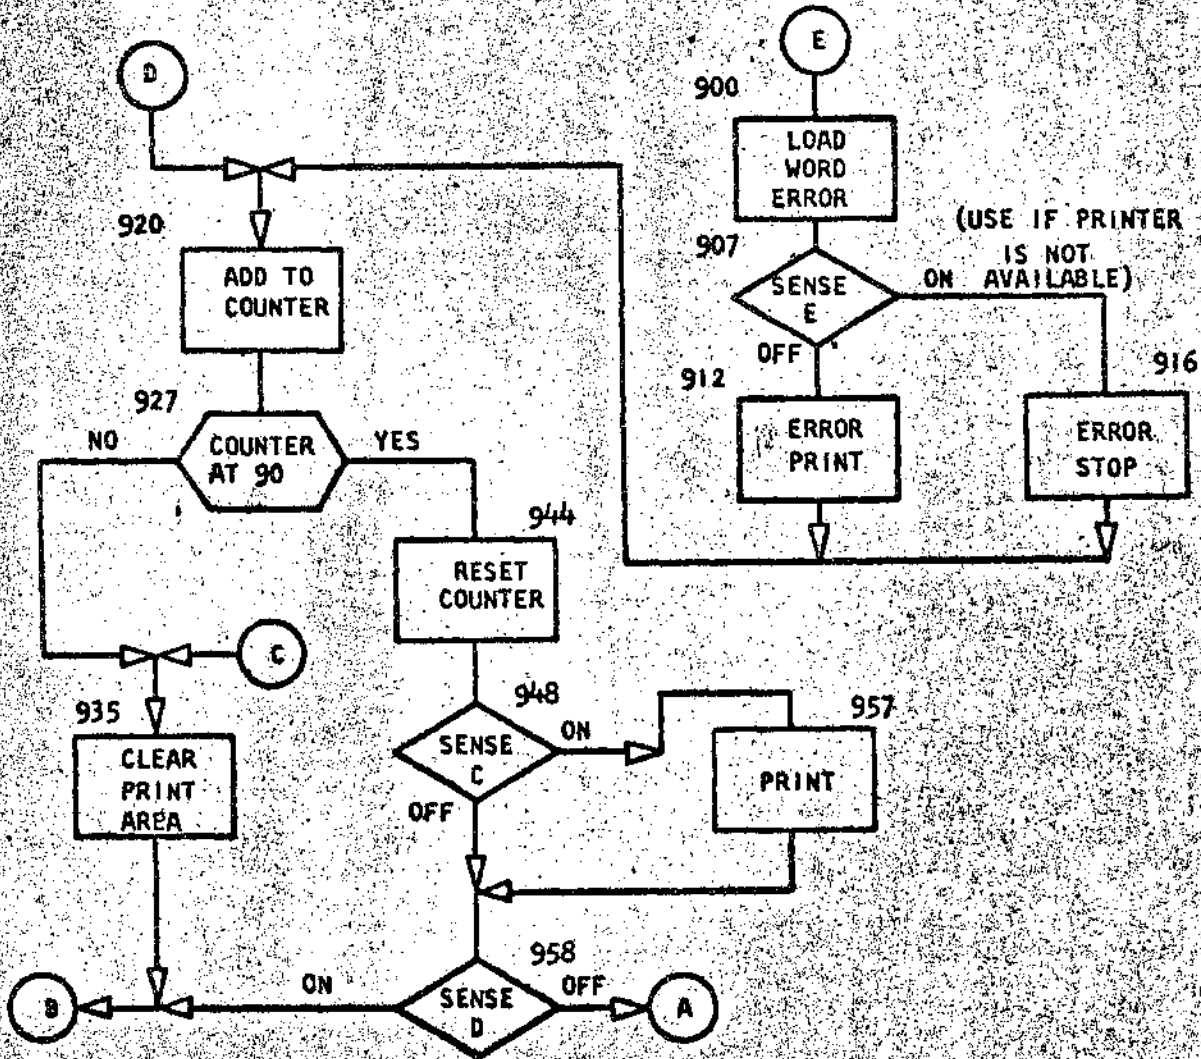 D
920
ADD TO
COUNTER
927
NO
COUNTER
AT 90
YES
944
RESET
COUNTER
C
935
CLEAR
PRINT
AREA
948
SENSE
C
ON
OFF
957
PRINT
958
SENSE
D
ON
OFF
B
A
E
900
LOAD
WORD
ERROR
907
SENSE
E
OFF
ON
(USE IF PRINTER
IS NOT
AVAILABLE)
912
ERROR
PRINT
916
ERROR
STOP